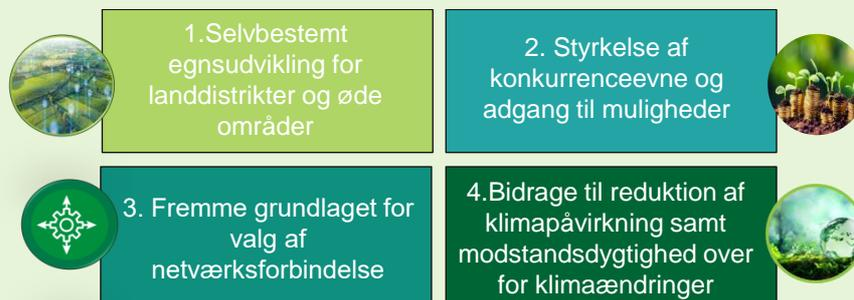 1.Selvbestemt
egnsudvikling for
landdistrikter og øde
områder
2. Styrkelse af
konkurrenceevne og
adgang til muligheder
3. Fremme grundlaget for
valg af
netværksforbindelse
4.Bidrage til reduktion af
klimapåvirkning samt
modstandsdygtighed over
for klimaændringer